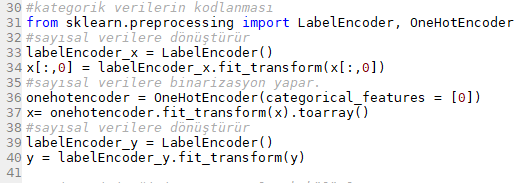 30 #kategorik verilerin kodlanması
31 from sklearn.preprocessing import LabelEncoder, OneHotEncoder
32 #sayısal verilere dönüştürür
33 labelEncoder_x = LabelEncoder()
34 x[:,0] = labelEncoder_x.fit_transform(x[:,0])
35 #sayısal verilere binarizasyon yapar.
36 onehotencoder = OneHotEncoder(categorical_features = [0])
37 x= onehotencoder.fit_transform(x).toarray()
38 #sayısal verilere dönüştürür
39 labelEncoder_y = LabelEncoder()
40 y = labelEncoder_y.fit_transform(y)
41